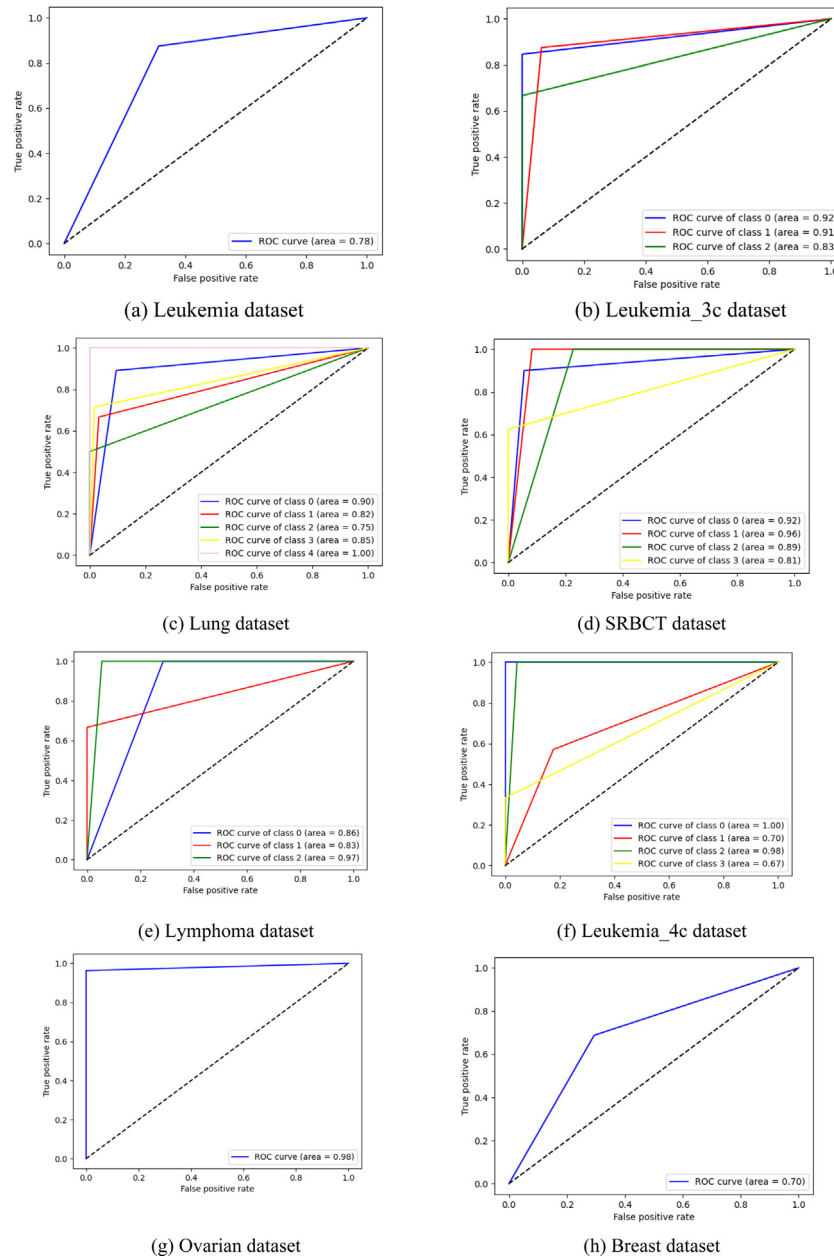 True positive rate
1.0
0.8
0.6
0.4
0.2
0.0
ROC curve (area = 0.78)
0.0 0.2 0.4 0.6 0.8 1.0
False positive rate
(a) Leukemia dataset
True positive rate
1.0
0.8
0.6
0.4
0.2
0.0
ROC curve of class 0 (area = 0.92
ROC curve of class 1 (area = 0.91
ROC curve of class 2 (area = 0.83
0.0 0.2 0.4 0.6 0.8 1.0
False positive rate
(b) Leukemia_3c dataset
True positive rate
1.0
0.8
0.6
0.4
0.2
0.0
ROC curve of class 0 (area = 0.90)
ROC curve of class 1 (area = 0.82)
ROC curve of class 2 (area = 0.75)
ROC curve of class 3 (area = 0.85)
ROC curve of class 4 (area = 1.00)
0.0 0.2 0.4 0.6 0.8 1.0
False positive rate
(c) Lung dataset
True positive rate
1.0
0.8
0.6
0.4
0.2
0.0
ROC curve of class 0 (area = 0.92)
ROC curve of class 1 (area = 0.96)
ROC curve of class 2 (area = 0.89)
ROC curve of class 3 (area = 0.81)
0.0 0.2 0.4 0.6 0.8 1.0
False positive rate
(d) SRBCT dataset
True positive rate
1.0
0.8
0.6
0.4
0.2
0.0
ROC curve of class 0 (area = 0.86)
ROC curve of class 1 (area = 0.83)
ROC curve of class 2 (area = 0.97)
0.0 0.2 0.4 0.6 0.8 1.0
False positive rate
(e) Lymphoma dataset
True positive rate
1.0
0.8
0.6
0.4
0.2
0.0
ROC curve of class 0 (area = 1.00)
ROC curve of class 1 (area = 0.70)
ROC curve of class 2 (area = 0.98)
ROC curve of class 3 (area = 0.67)
0.0 0.2 0.4 0.6 0.8 1.0
False positive rate
(f) Leukemia_4c dataset
True positive rate
1.0
0.8
0.6
0.4
0.2
0.0
ROC curve (area = 0.98)
0.0 0.2 0.4 0.6 0.8 1.0
False positive rate
(g) Ovarian dataset
True positive rate
1.0
0.8
0.6
0.4
0.2
0.0
ROC curve (area = 0.70)
0.0 0.2 0.4 0.6 0.8 1.0
False positive rate
(h) Breast dataset